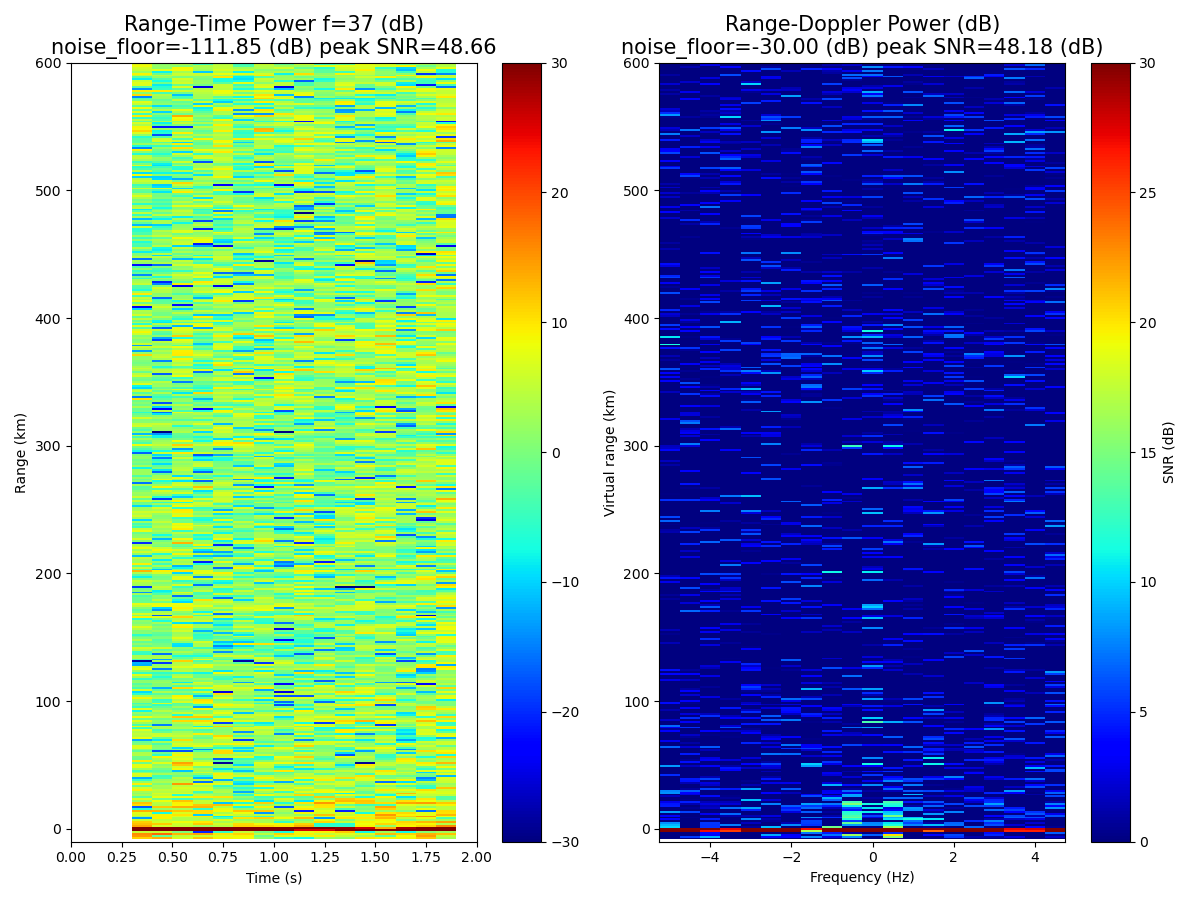 Range-Time Power f=37 (dB)
noise_floor=-111.85 (dB) peak SNR=48.66
600
500
400
300
200
100
0
Range (km)
0.00 0.25 0.50 0.75 1.00 1.25 1.50 1.75 2.00
Time (s)
30
20
10
0
−10
−20
−30
Range-Doppler Power (dB)
noise_floor=-30.00 (dB) peak SNR=48.18 (dB)
600
500
400
300
200
100
0
Virtual range (km)
−4 −2 0 2 4
Frequency (Hz)
30
25
20
15
10
5
0
SNR (dB)